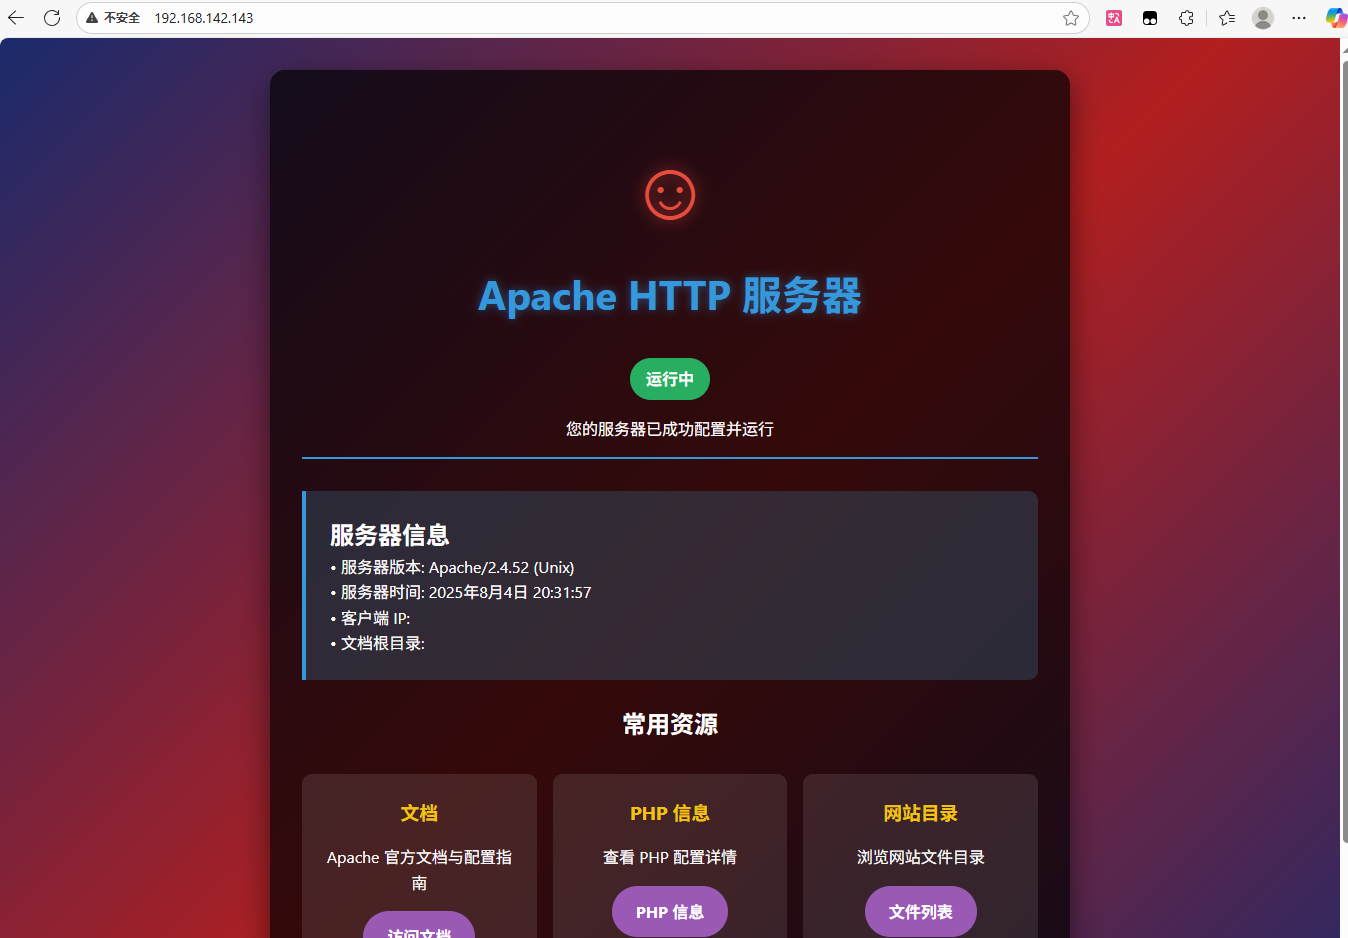 不安全 192.168.142.143
Apache HTTP 服务器
运行中
您的服务器已成功配置并运行
服务器信息
• 服务器版本: Apache/2.4.52 (Unix)
• 服务器时间: 2025年8月4日 20:31:57
• 客户端 IP:
• 文档根目录:
常用资源
文档
Apache 官方文档与配置指
南
访问文档
PHP 信息
查看 PHP 配置详情
PHP 信息
网站目录
浏览网站文件目录
文件列表